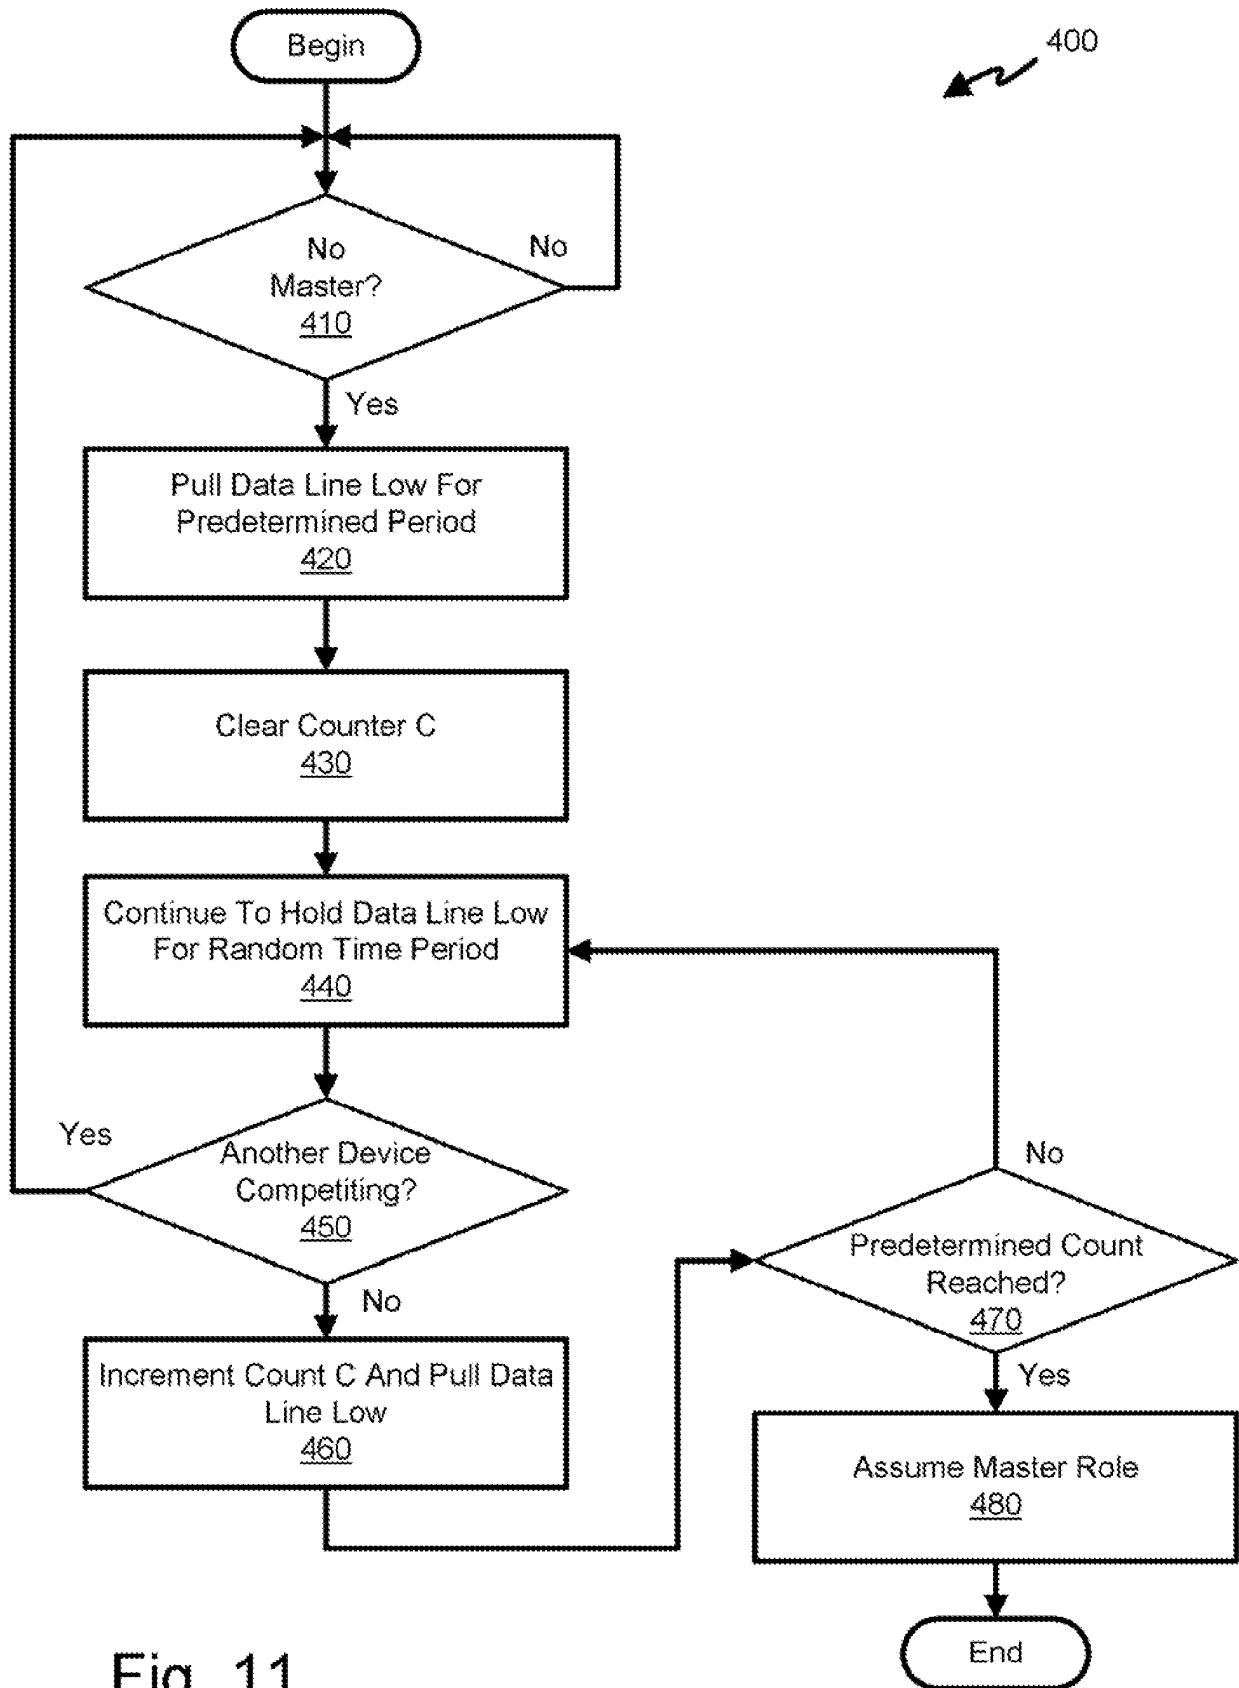 Begin
400
No
Master?
410
No
Yes
Pull Data Line Low For
Predetermined Period
420
Clear Counter C
430
Continue To Hold Data Line Low
For Random Time Period
440
Yes
Another Device
Competiting?
450
No
Increment Count C And Pull Data
Line Low
460
No
Predetermined Count
Reached?
470
Yes
Assume Master Role
480
End
Fig. 11